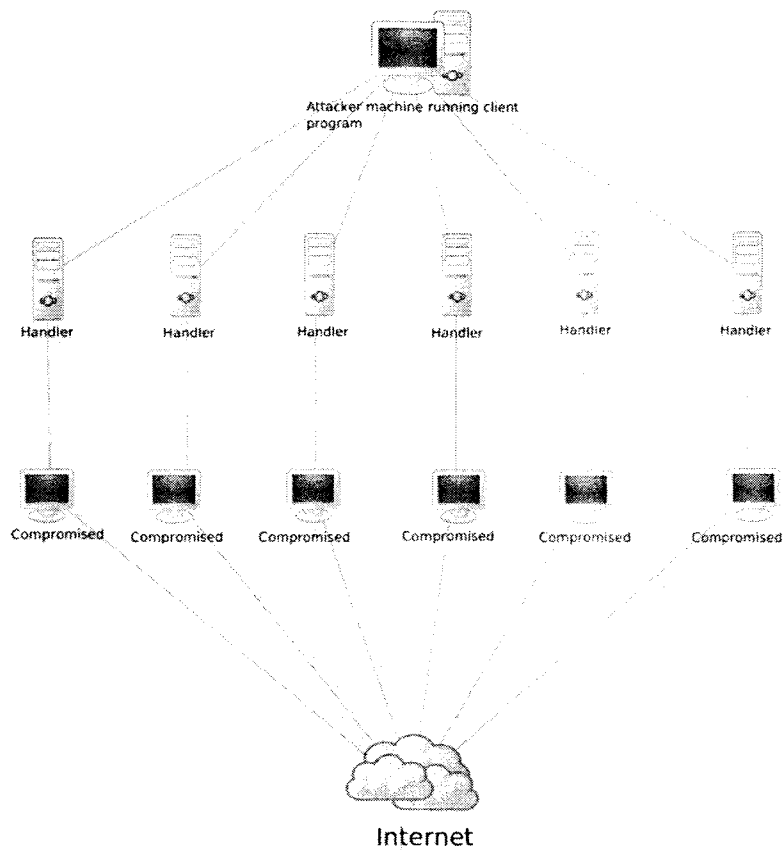 Attacker machine running client
program
Handler
Handler
Handler
Handler
Handler
Handler
Compromised
Compromised
Compromised
Compromised
Compromised
Compromised
Internet